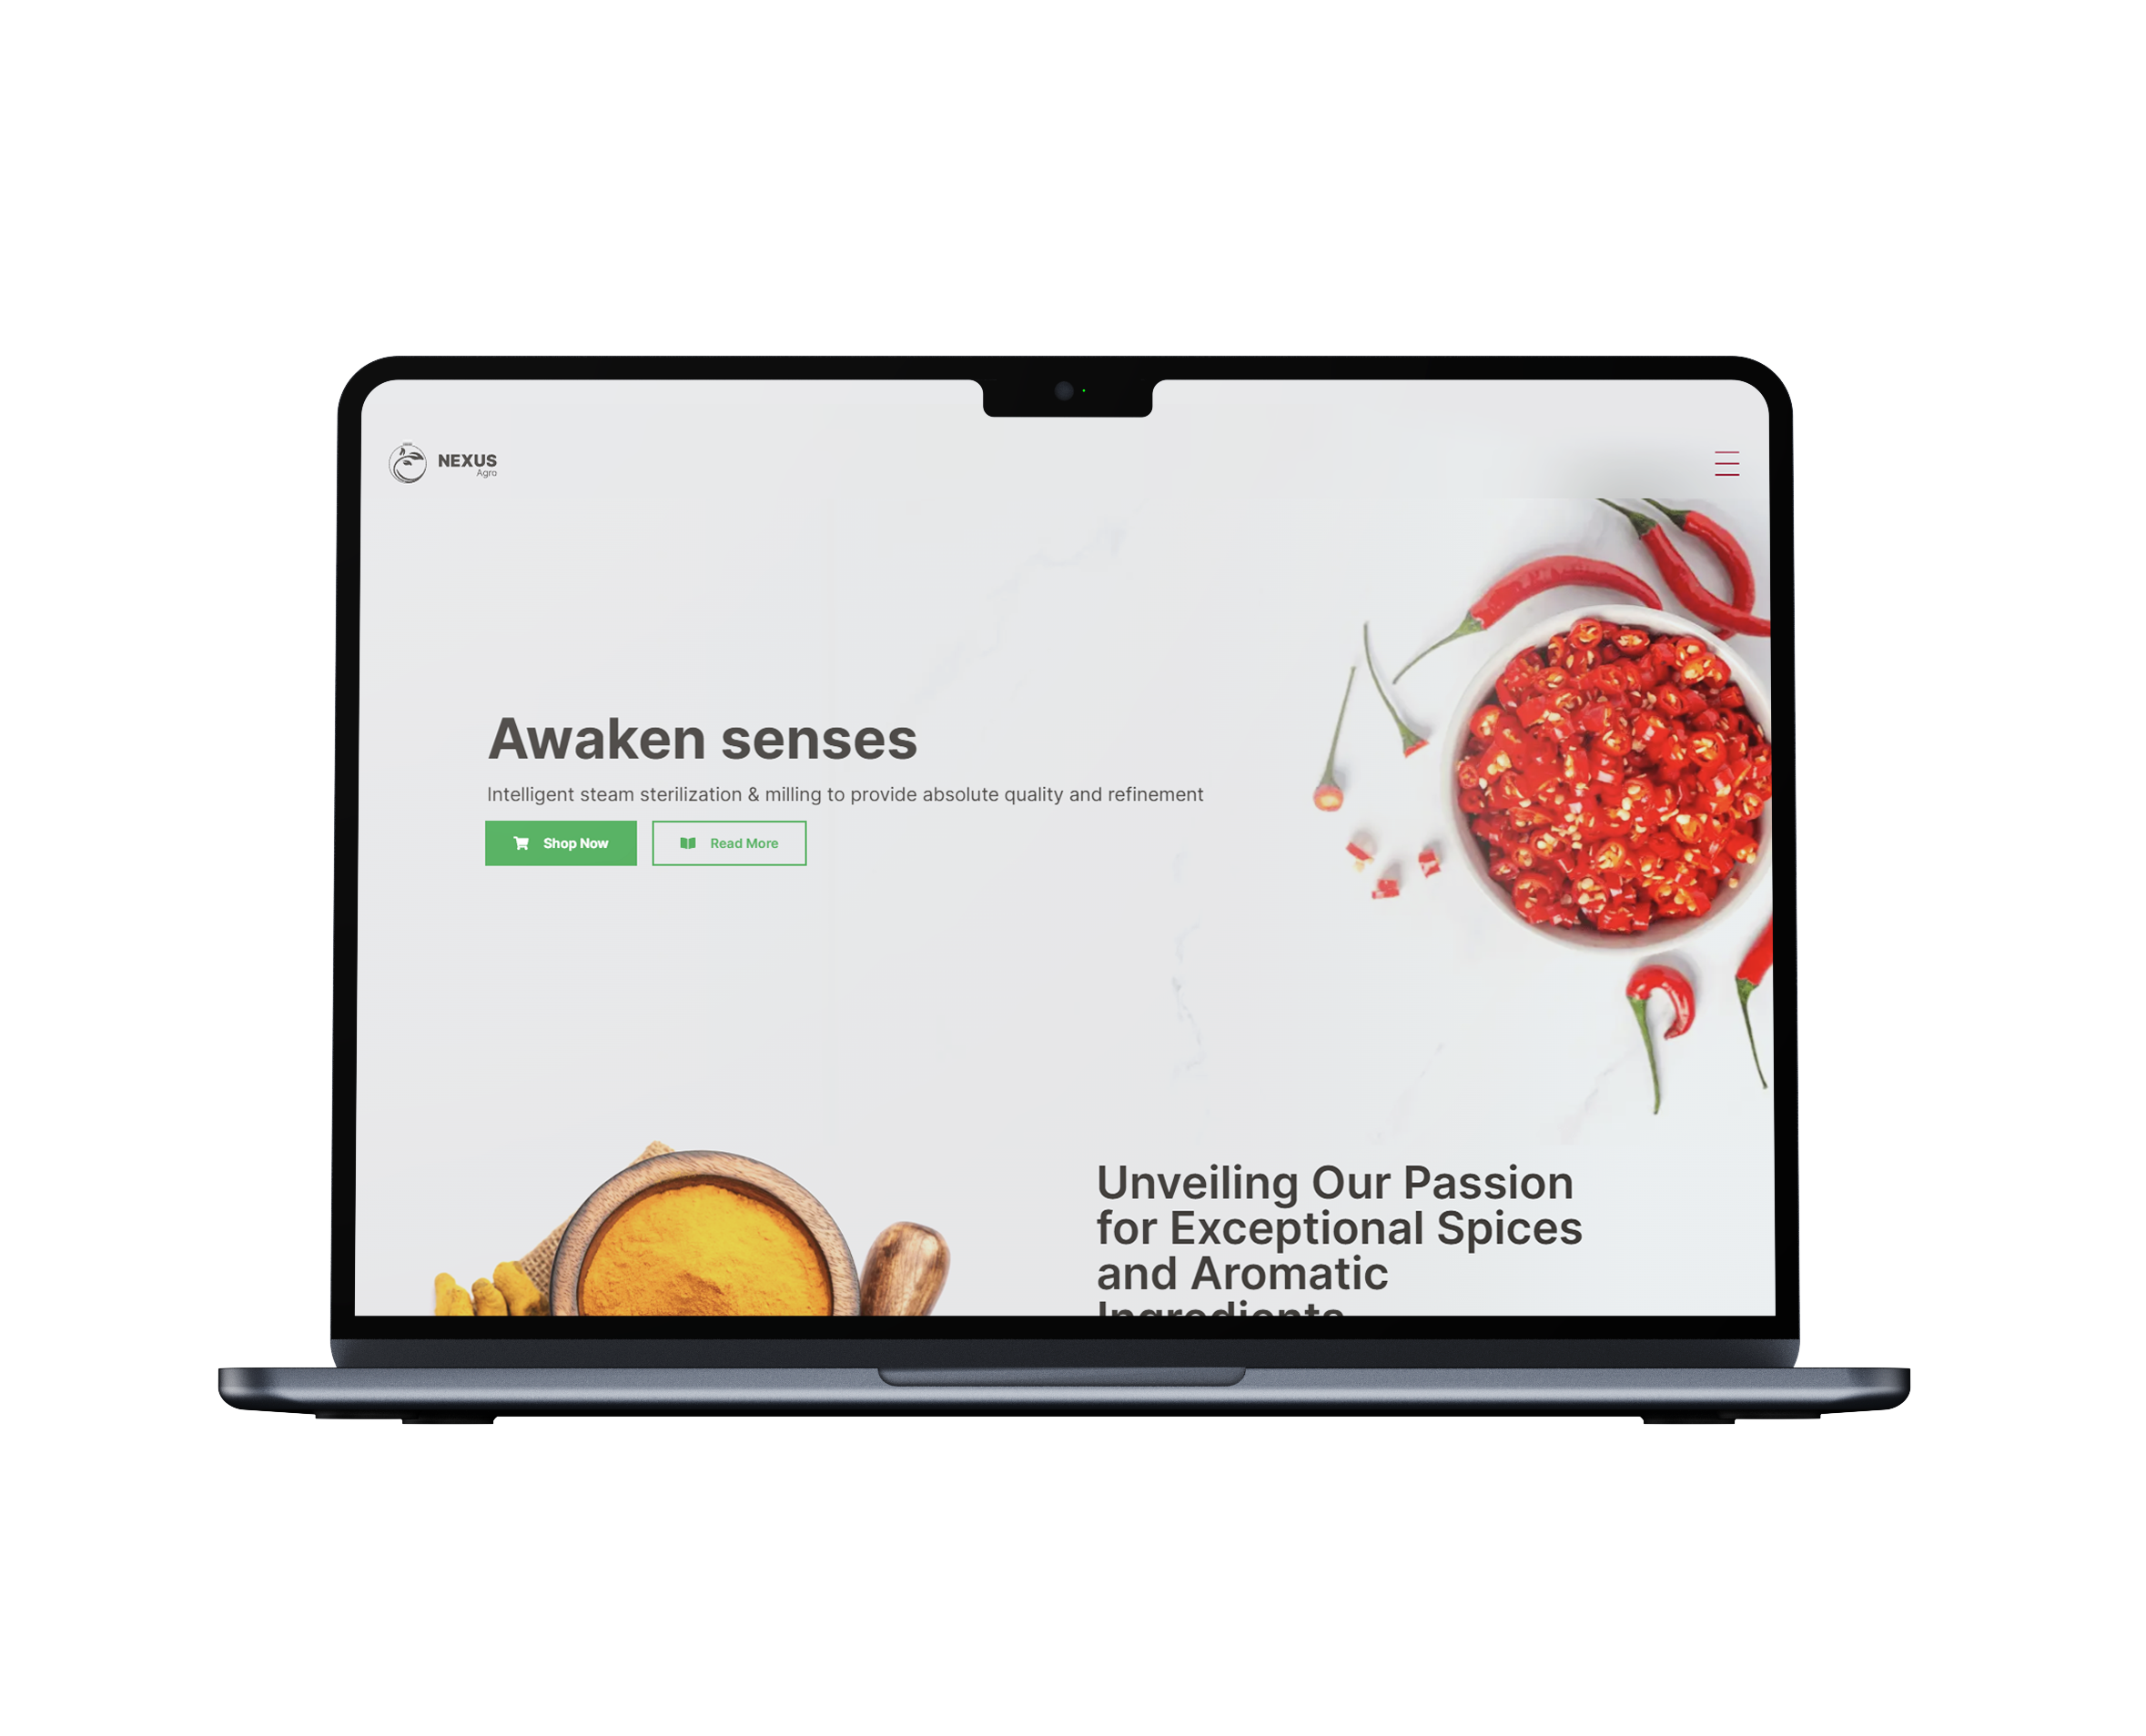 NEXUS
Agro
Awaken senses
Intelligent steam sterilization & milling to provide absolute quality and refinement
Shop Now
Read More
Unveiling Our Passion
for Exceptional Spices
and Aromatic
Ingredients